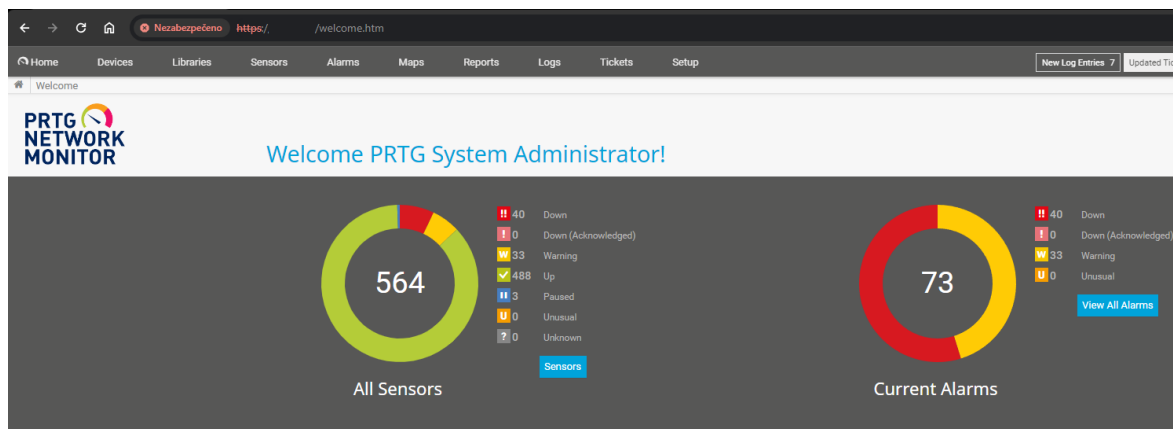 Nezabezpečeno https:/ /welcome.htm
Home Devices Libraries Sensors Alarms Maps Reports Logs Tickets Setup New Log Entries 7 Updated Tic
Welcome
PRTG
NETWORK
MONITOR
Welcome PRTG System Administrator!
564
!! 40 Down
! 0 Down (Acknowledged)
W 33 Warning
488 Up
3 Paused
U 0 Unusual
? 0 Unknown
Sensors
All Sensors
73
!! 40 Down
! 0 Down (Acknowledged)
W 33 Warning
U 0 Unusual
View All Alarms
Current Alarms